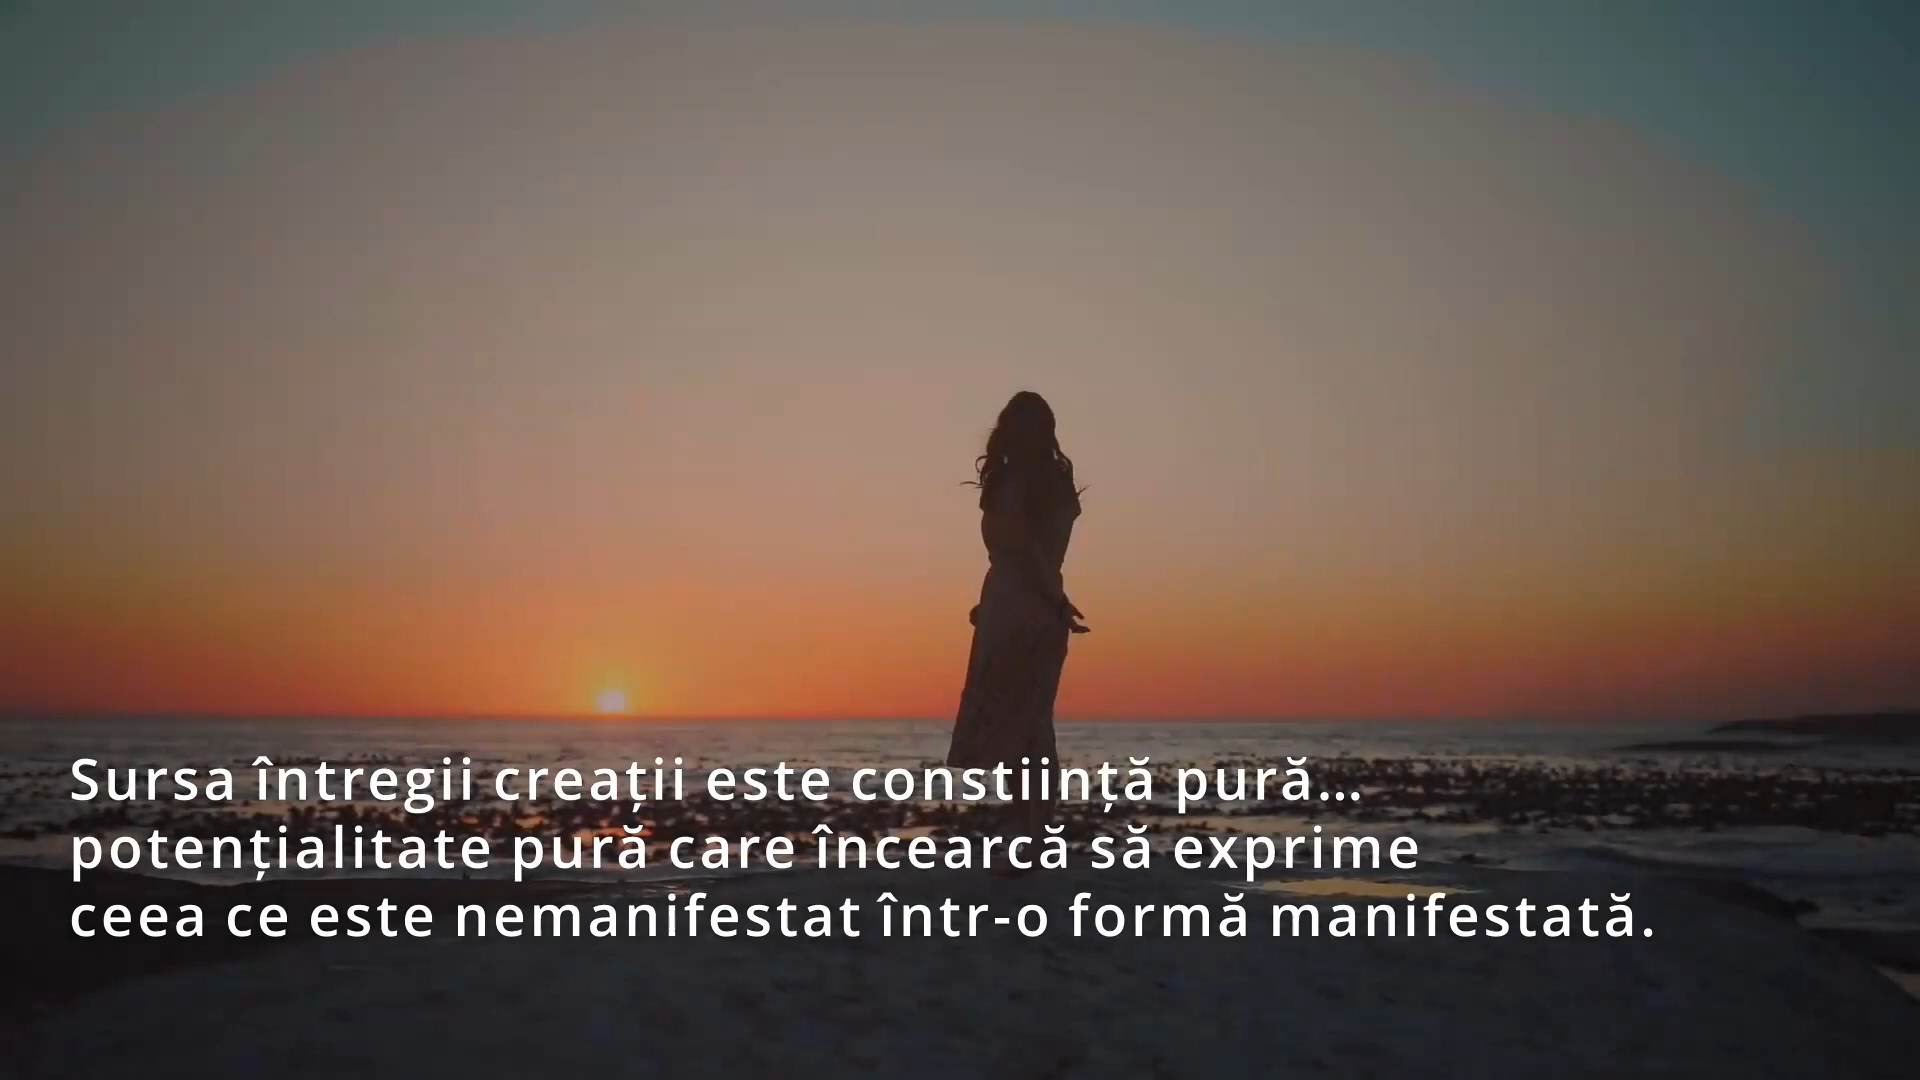 Sursa întregii creații este constiință pură...
potențialitate pură care încearcă să exprime
ceea ce este nemanifestat într-o formă manifestată.